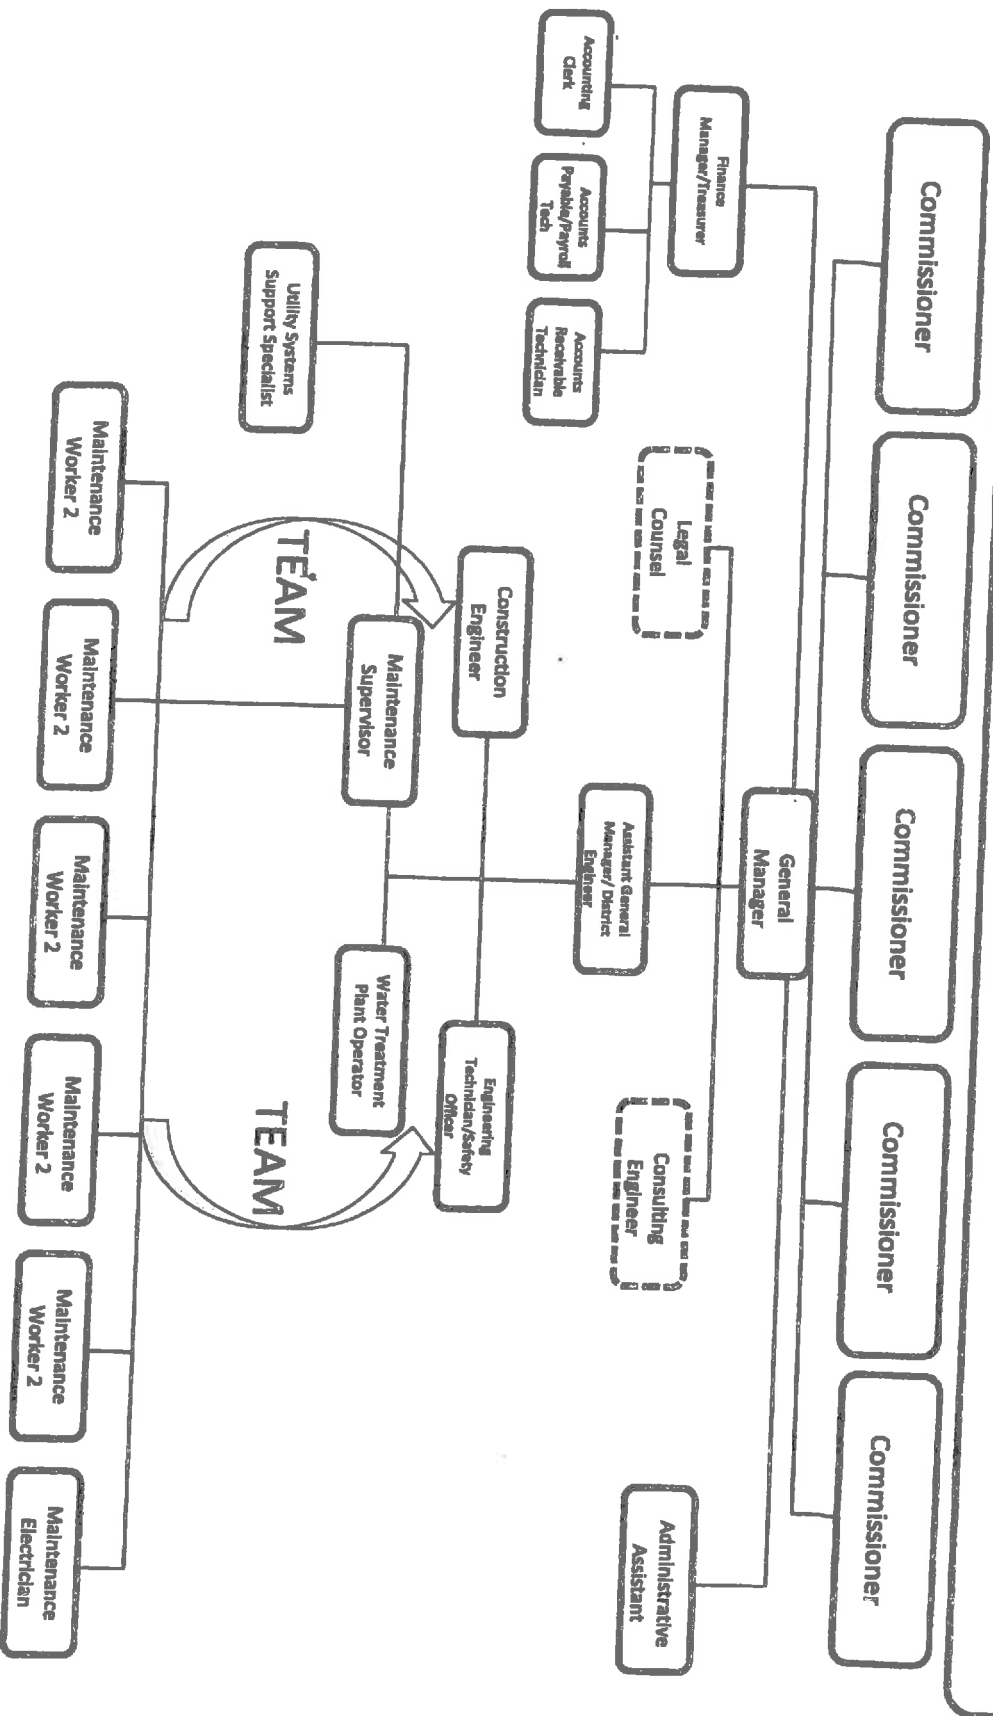 Commissioner
Commissioner
Commissioner
Commissioner
Commissioner
General
Manager
Finance
Manager/Treasurer
Accounting
Clerk
Accounts
Payable/Payroll
Tech
Accounts
Receivable
Technician
Legal
Counsel
Consulting
Engineer
Administrative
Assistant
Assistant General
Manager/ District
Engineer
Construction
Engineer
Engineering
Technician/Safety
Officer
Utility Systems
Support Specialist
Maintenance
Supervisor
Water Treatment
Plant Operator
TEAM
TEAM
Maintenance
Worker 2
Maintenance
Worker 2
Maintenance
Worker 2
Maintenance
Worker 2
Maintenance
Worker 2
Maintenance
Electrician